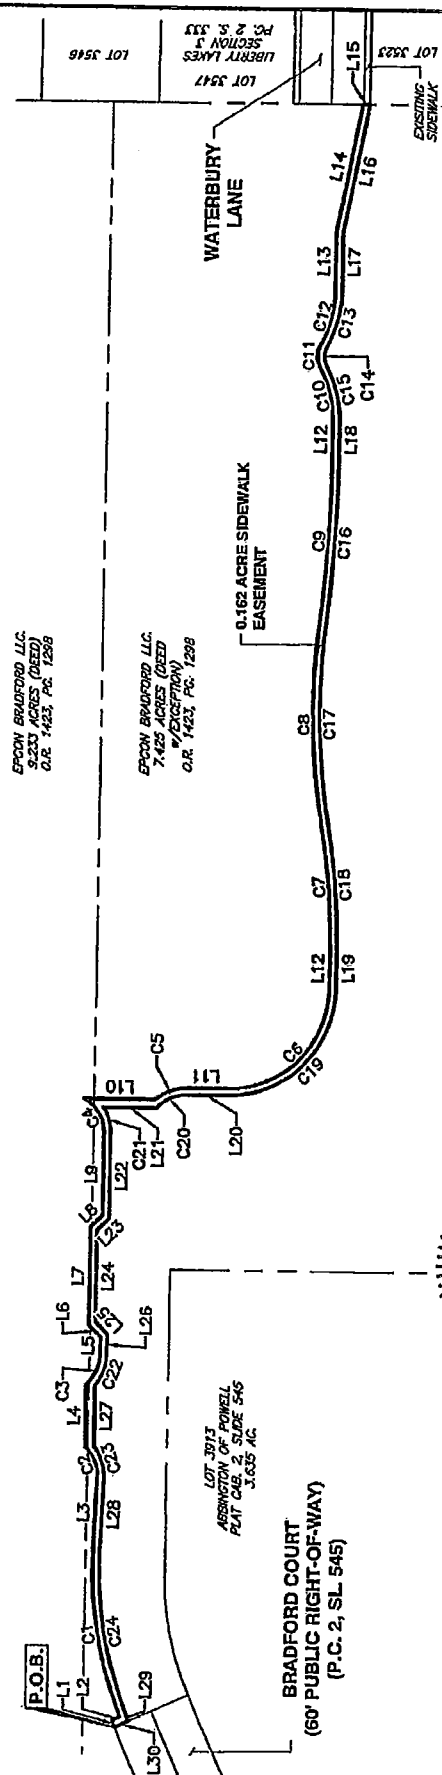 LOT 3546
LOT 3547
LIBERTY LAKES
SECTION 3
PC. 2 S. 333
LOT 3523
EXISITING
SIDEWALK
WATERBURY
LANE
L15
L14
L16
L13
L17
C12
C13
C11
C14
C10
C15
L12
L18
C9
C16
0.162 ACRE SIDEWALK
EASEMENT
EPCON BRADFORD LLC.
9.233 ACRES (DEED)
O.R. 1423, PG. 1298
EPCON BRADFORD LLC.
7.425 ACRES (DEED
W/EXCEPTION)
O.R. 1423, PG. 1298
C8
C17
C7
C18
L12
L19
C6
C19
C5
L11
L20
L10
C4
C21
L21
C20
L9
L22
L8
L23
L7
L24
L6
L5
L25
L26
C3
C22
L4
L27
C2
C23
L3
L28
C1
C24
P.O.B.
L1
L2
L29
L30
LOT 3913
ABBINGTON OF POWELL
PLAT CAB. 2, SLIDE 545
3.635 AC.
BRADFORD COURT
(60' PUBLIC RIGHT-OF-WAY)
(P.C. 2, SL 545)